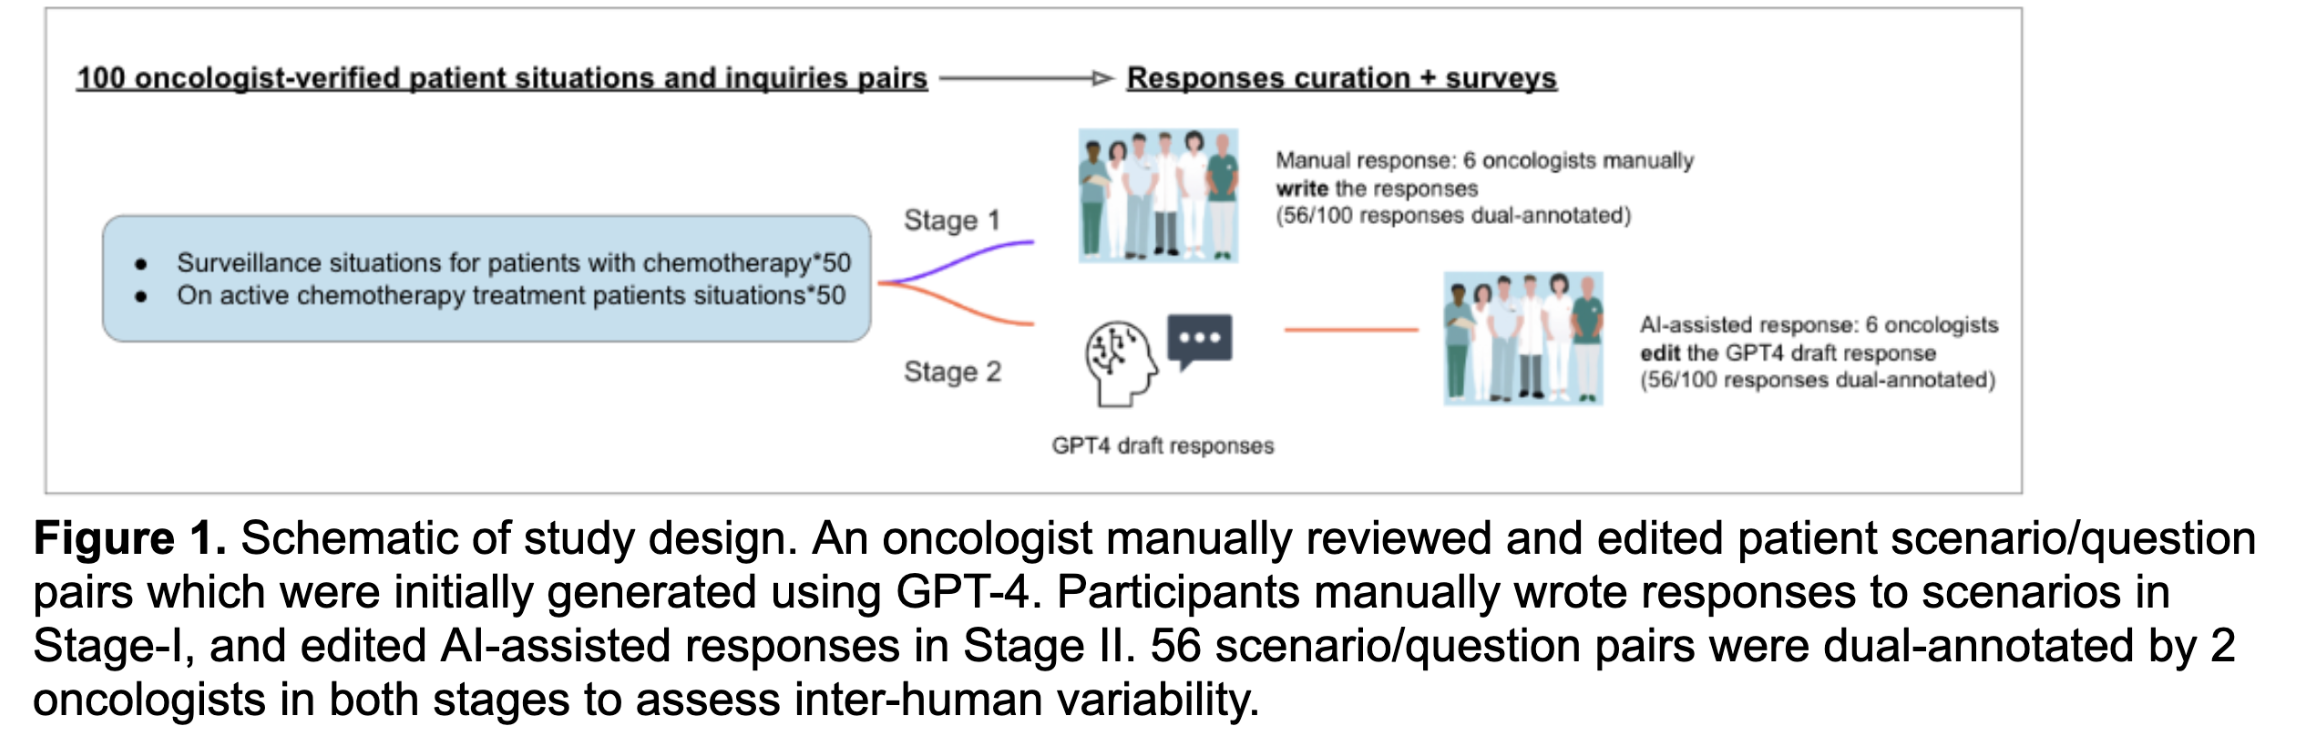 100 oncologist-verified patient situations and inquiries pairs
Responses curation + surveys
● Surveillance situations for patients with chemotherapy*50
● On active chemotherapy treatment patients situations*50
Stage 1
Manual response: 6 oncologists manually
write the responses
(56/100 responses dual-annotated)
Stage 2
GPT4 draft responses
AI-assisted response: 6 oncologists
edit the GPT4 draft response
(56/100 responses dual-annotated)
Figure 1. Schematic of study design. An oncologist manually reviewed and edited patient scenario/question
pairs which were initially generated using GPT-4. Participants manually wrote responses to scenarios in
Stage-I, and edited AI-assisted responses in Stage II. 56 scenario/question pairs were dual-annotated by 2
oncologists in both stages to assess inter-human variability.